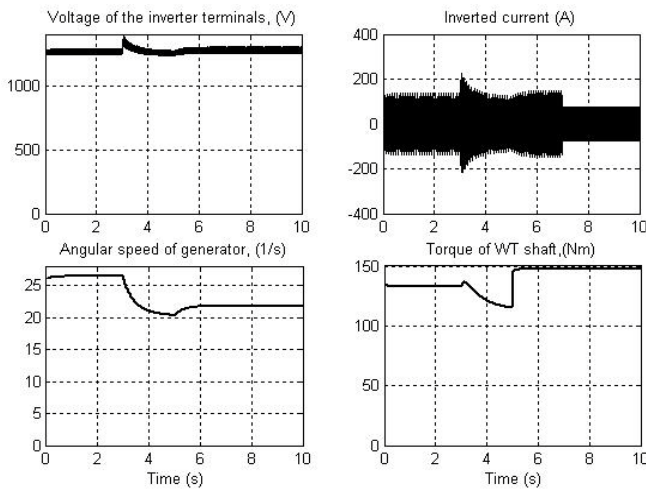 Voltage of the inverter terminals, (V)
1000
500
0
0 2 4 6 8 10
Inverted current (A)
400
200
0
-200
-400
0 2 4 6 8 10
Angular speed of generator, (1/s)
25
20
15
10
5
0
0 2 4 6 8 10
Time (s)
Torque of WT shaft,(Nm)
150
100
50
0
0 2 4 6 8 10
Time (s)